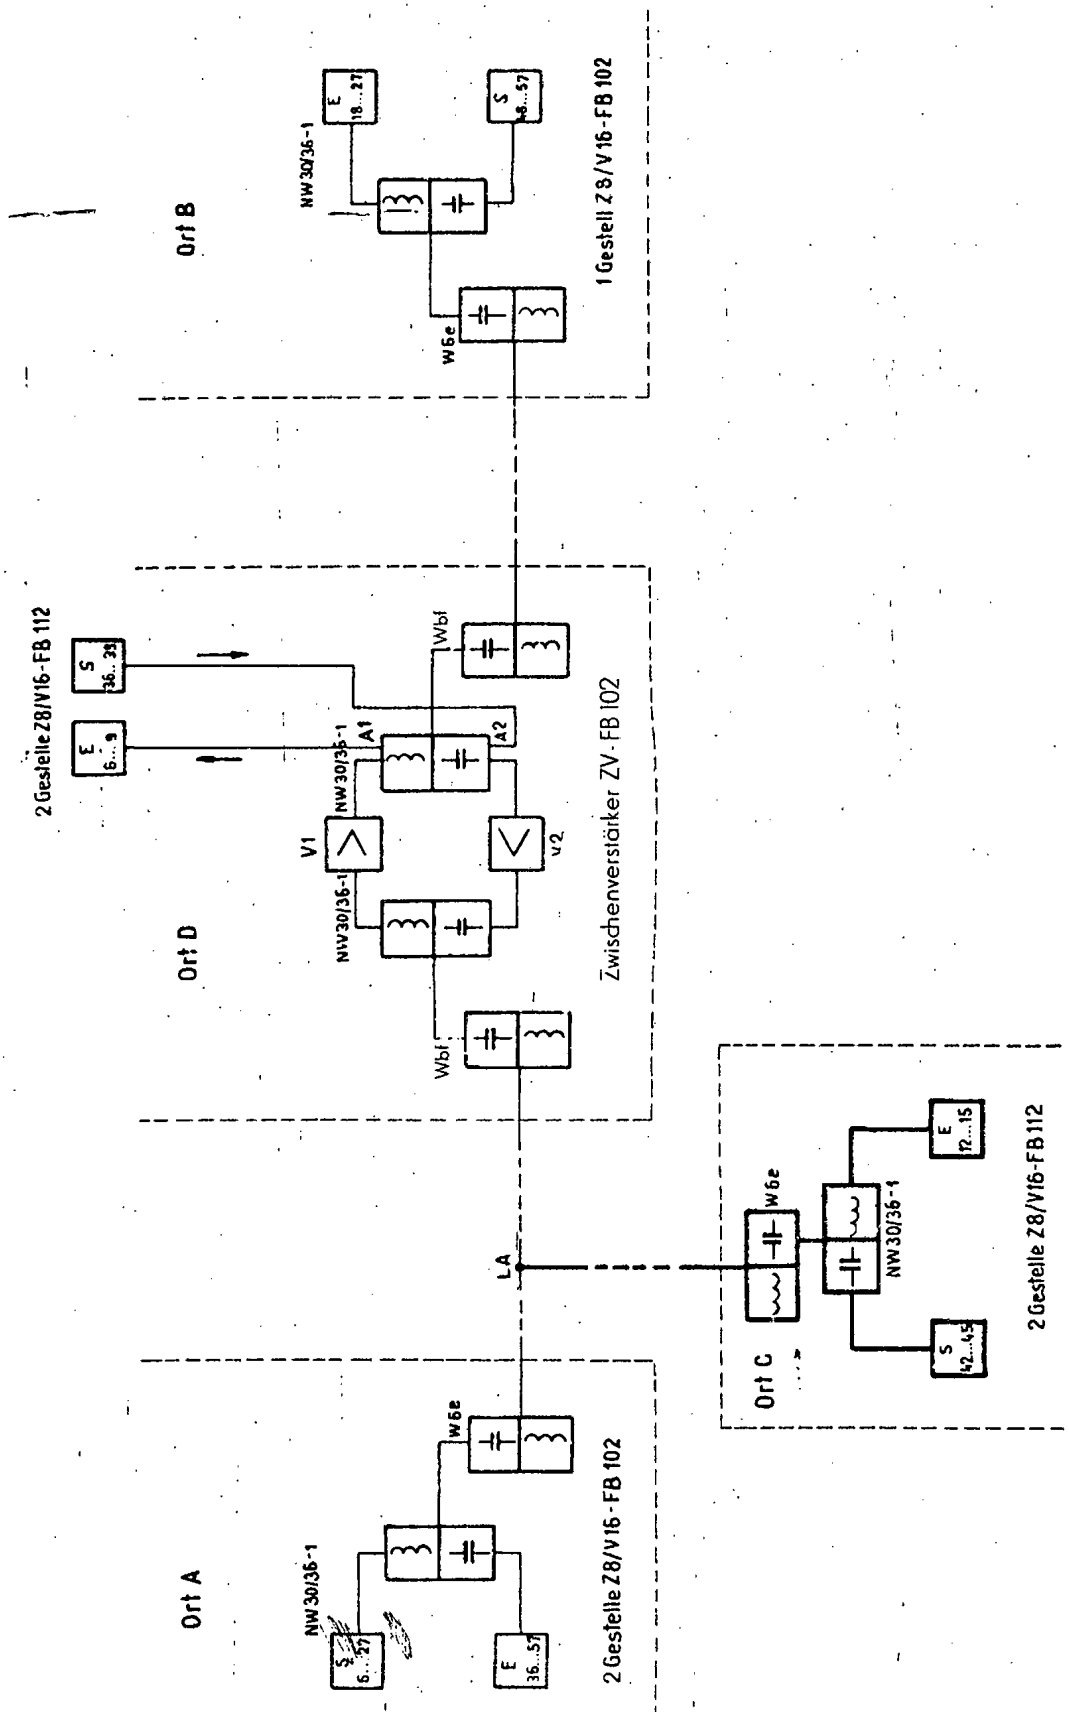 Ort A
NW30/36-1
S
6...27
E
36...57
W6e
2 Gestelle Z8/V16-FB 102
LA
Ort C
W6e
NW30/36-1
S
42...45
E
12...15
2 Gestelle Z8/V16-FB112
Ort D
Wbf
NW30/36-1
V1
V2
NW30/36-1
A1
A2
Wbf
Zwischenverstärker ZV-FB 102
2 Gestelle Z8/V16-FB 112
E
6...9
S
36...39
Ort B
W6e
NW30/36-1
E
18...27
S
48...57
1 Gestell Z8/V16-FB 102